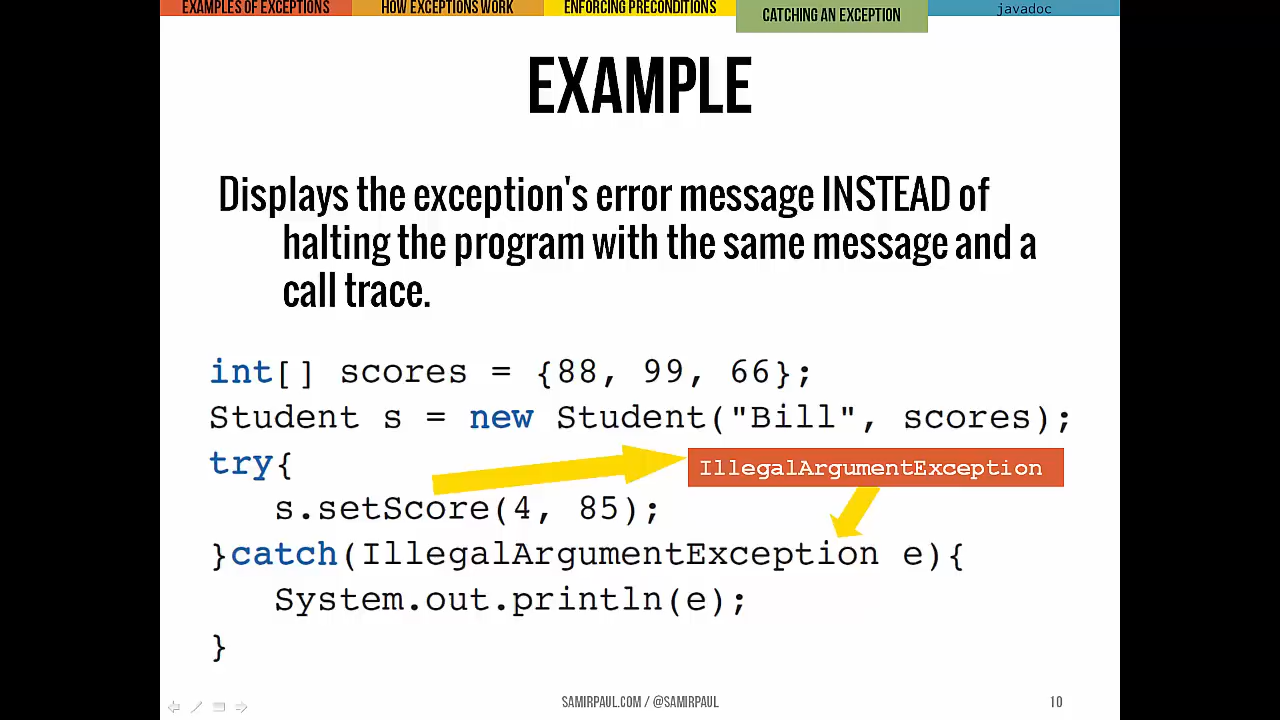 EXAMPLES OF EXCEPTIONS
HOW EXCEPTIONS WORK
ENFORCING PRECONDITIONS
CATCHING AN EXCEPTION
javadoc
EXAMPLE
Displays the exception's error message INSTEAD of
halting the program with the same message and a
call trace.
int[] scores = {88, 99, 66};
Student s = new Student("Bill", scores);
try{
IllegalArgumentException
s.setScore(4, 85);
}catch(IllegalArgumentException e){
System.out.println(e);
}
SAMIRPAUL.COM / @SAMIRPAUL
10